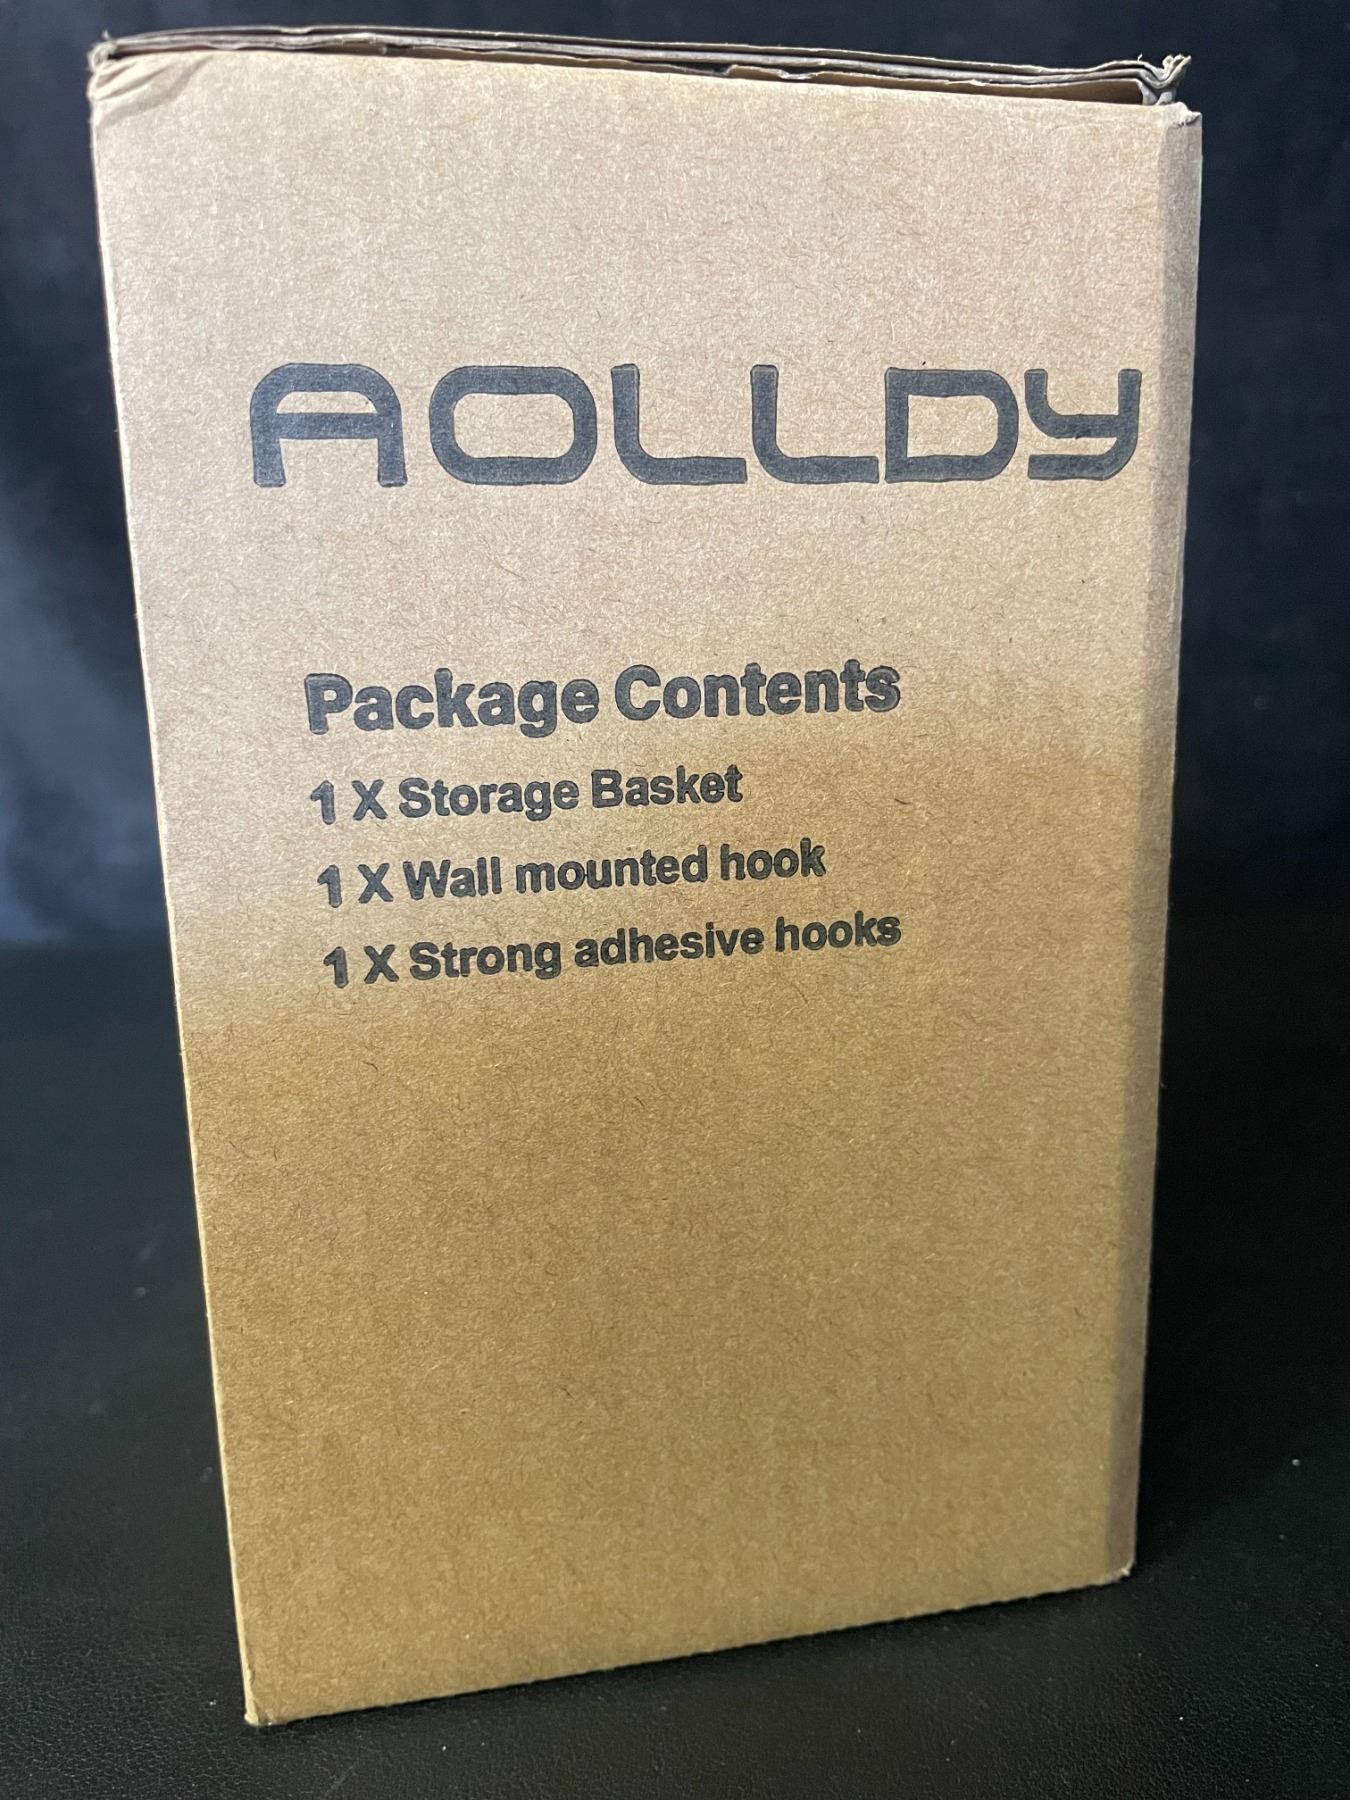 AOLLDY
Package Contents
1 X Storage Basket
1 X Wall mounted hook
1 X Strong adhesive hooks